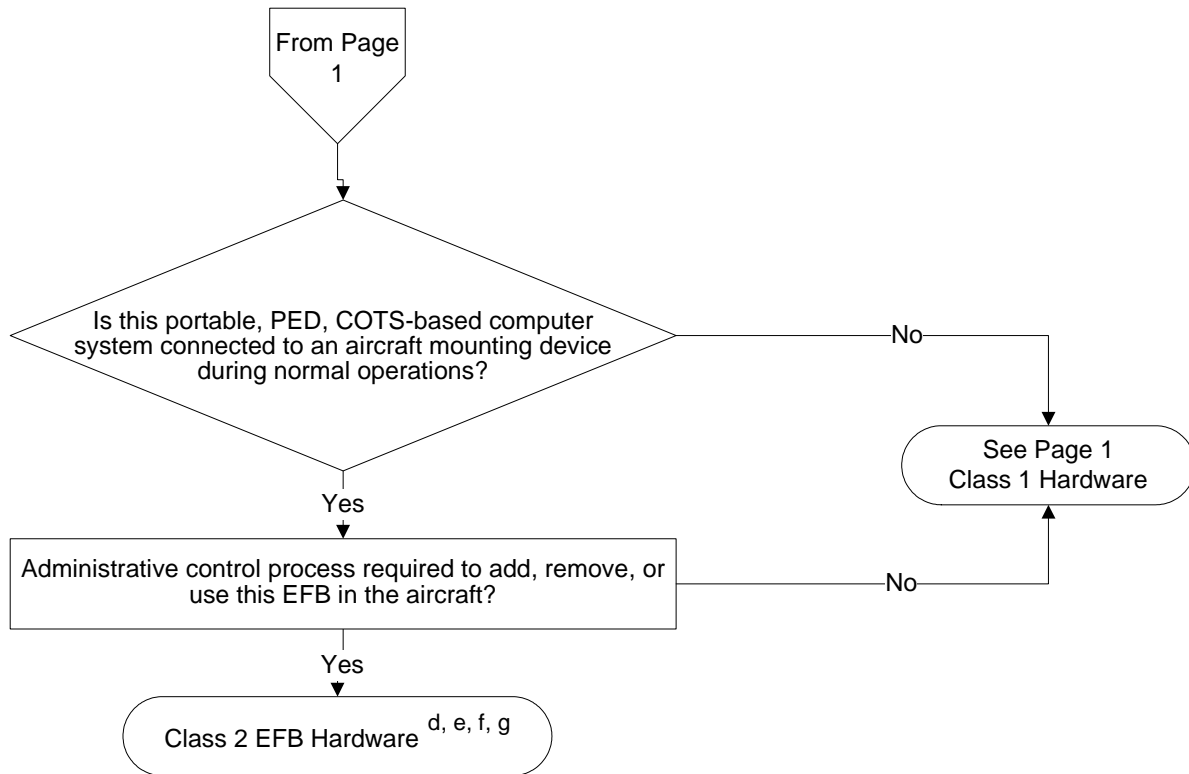 From Page
1
Is this portable, PED, COTS-based computer
system connected to an aircraft mounting device
during normal operations?
No
See Page 1
Class 1 Hardware
Yes
Administrative control process required to add, remove, or
use this EFB in the aircraft?
No
Yes
Class 2 EFB Hardware d, e, f, g